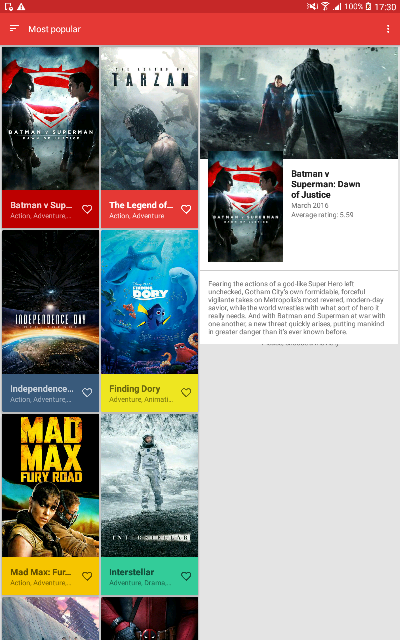 100% 17:30
Most popular
BATMAN V SUPERMAN
DAWN OF JUSTICE
Batman v Sup...
Action, Adventure,...
THE LEGEND OF
TARZAN
The Legend of...
Action, Adventure
Batman v
Superman: Dawn
of Justice
March 2016
Average rating: 5.59
Fearing the actions of a god-like Super Hero left
unchecked, Gotham City's own formidable, forceful
vigilante takes on Metropolis's most revered, modern-day
savior, while the world wrestles with what sort of hero it
really needs. And with Batman and Superman at war with
one another, a new threat quickly arises, putting mankind
in greater danger than it's ever known before.
INDEPENDENCE DAY
Independence...
Action, Adventure,...
FINDING
DORY
Finding Dory
Adventure, Animati...
MAD
MAX
FURY ROAD
Mad Max: Fur...
Action, Adventure,...
INTERSTELLAR
Interstellar
Adventure, Drama,...